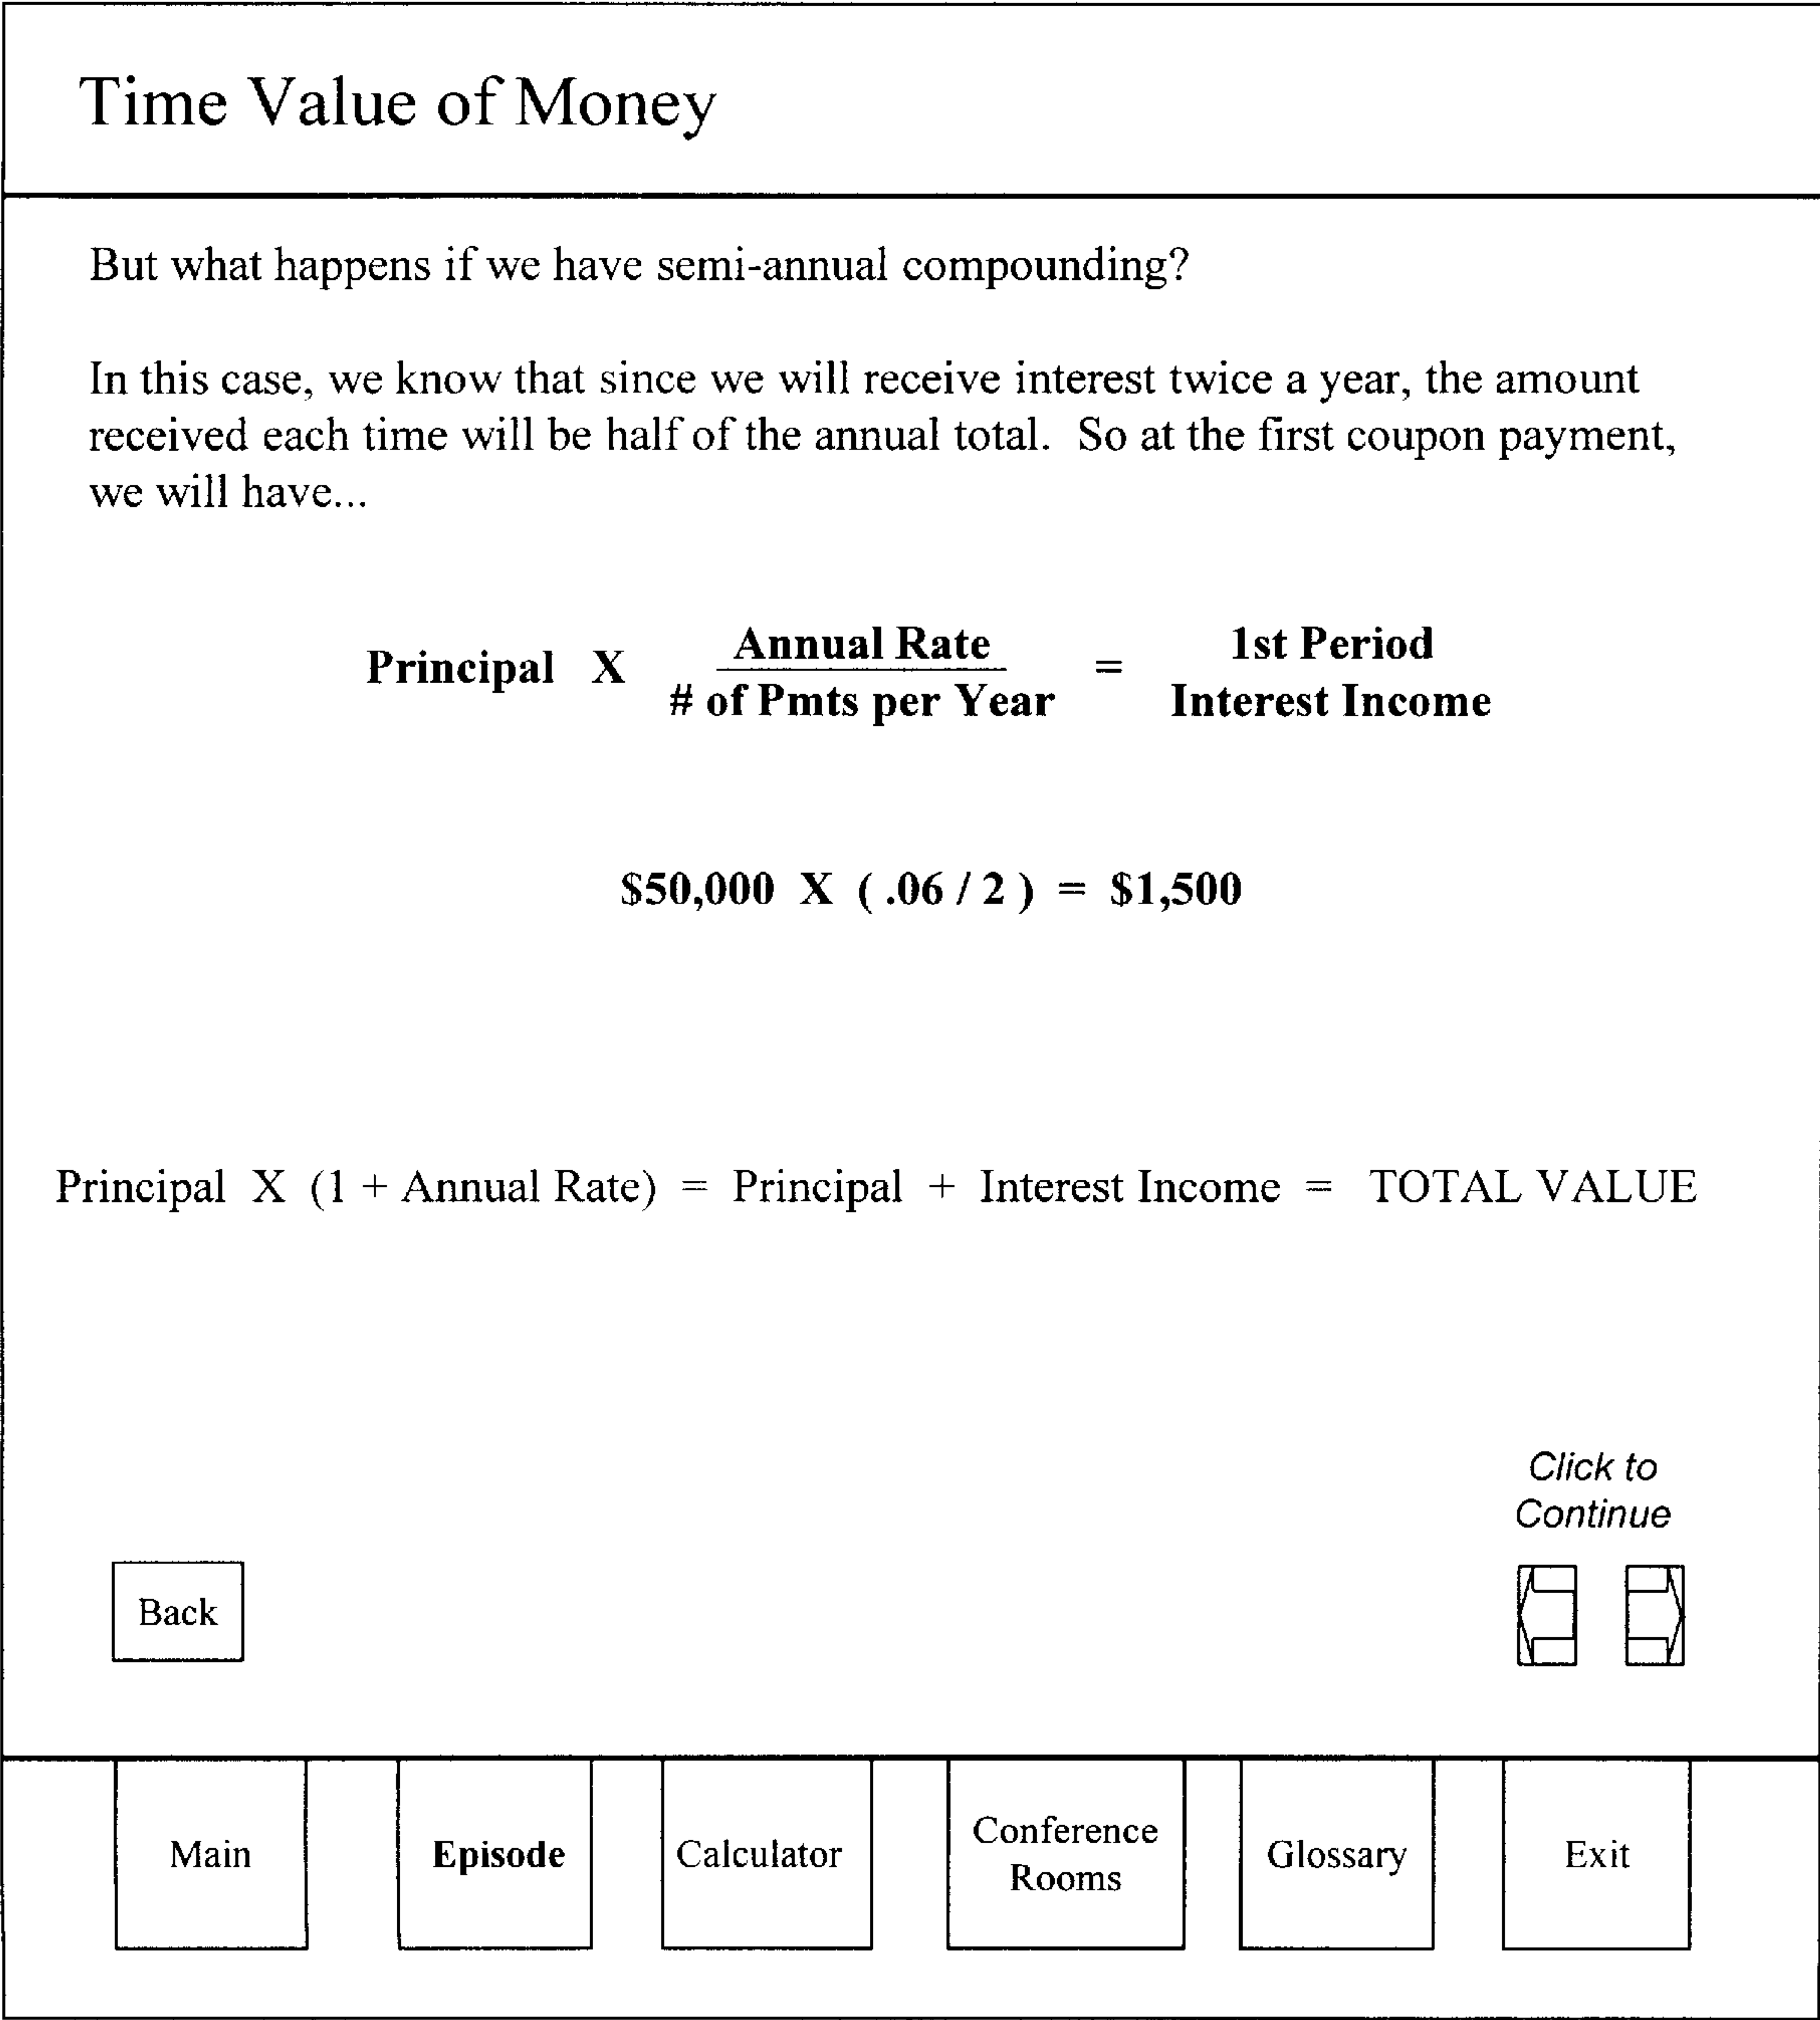 Time Value of Money
But what happens if we have semi-annual compounding?
In this case, we know that since we will receive interest twice a year, the amount
received each time will be half of the annual total.  So at the first coupon payment,
we will have...
Principal X Annual Rate / # of Pmts per Year = 1st Period Interest Income
$50,000 X ( .06 / 2 ) = $1,500
Principal X (1 + Annual Rate) = Principal + Interest Income = TOTAL VALUE
Click to
Continue
Back
Main
Episode
Calculator
Conference
Rooms
Glossary
Exit